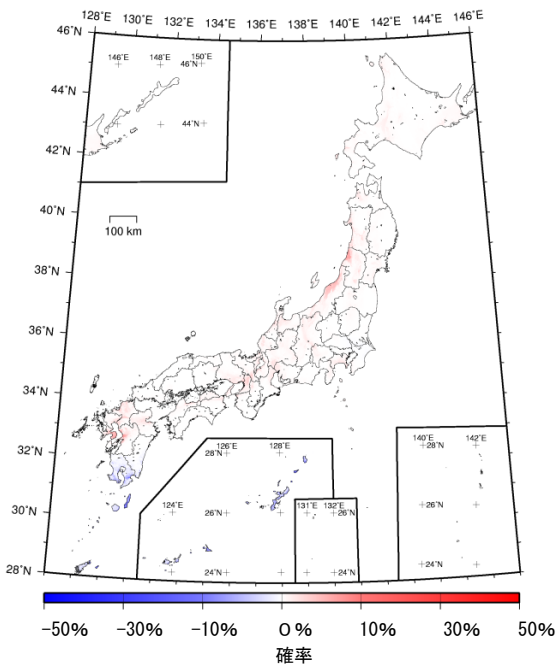 128°E 130°E 132°E 134°E 136°E 138°E 140°E 142°E 144°E 146°E
46°N
146°E 148°E 150°E
46°N
44°N
44°N
42°N
40°N
100 km
38°N
36°N
34°N
32°N
126°E 128°E
28°N
140°E 142°E
28°N
30°N
124°E
26°N
131°E 132°E
26°N
26°N
28°N
24°N
24°N
24°N
-50% -30% -10% 0% 10% 30% 50%
確率